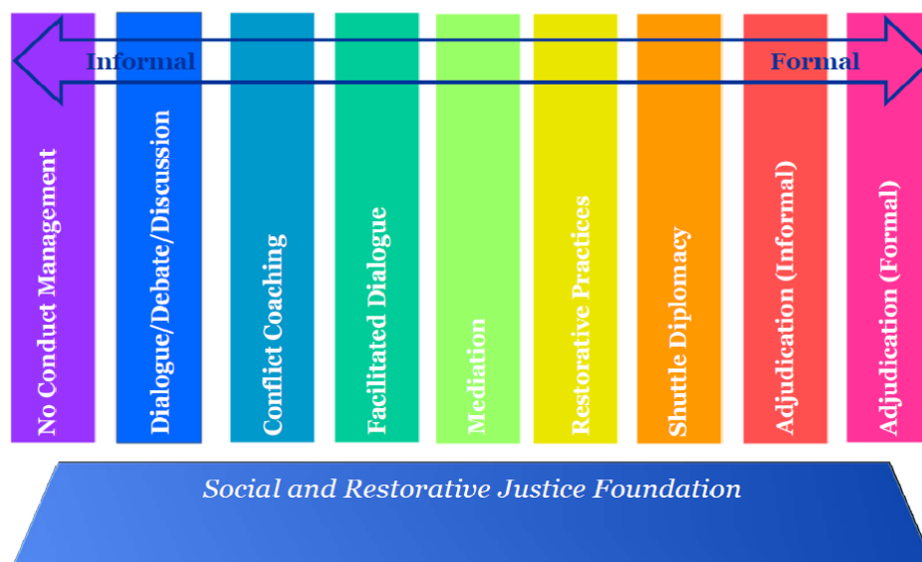 Informal
Formal
No Conduct Management
Dialogue/Debate/Discussion
Conflict Coaching
Facilitated Dialogue
Mediation
Restorative Practices
Shuttle Diplomacy
Adjudication (Informal)
Adjudication (Formal)
Social and Restorative Justice Foundation